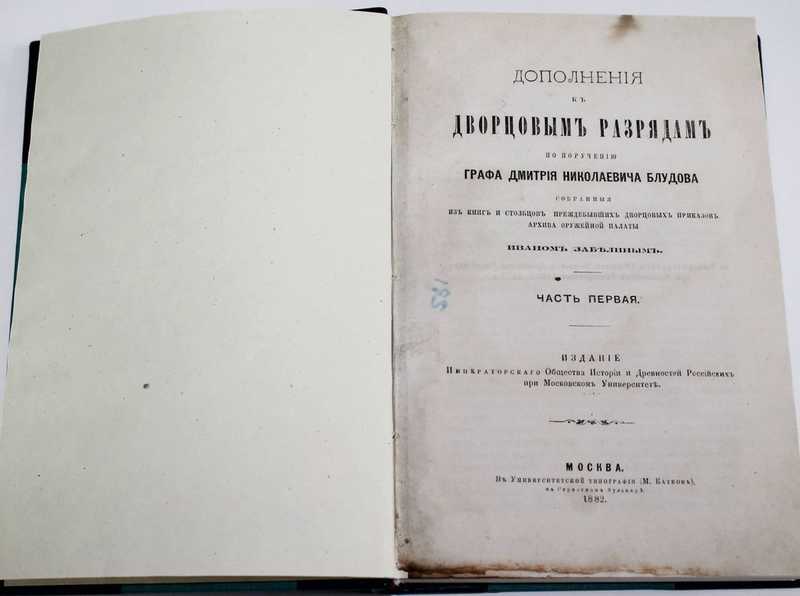 ДОПОЛНЕНІЯ
КЪ
ДВОРЦОВЫМЪ РАЗРЯДАМЪ
ПО ПОРУЧЕНІЮ
ГРАФА ДМИТРІЯ НИКОЛАЕВИЧА БЛУДОВА
СОБРАННЫЯ
ИЗЪ КНИГЪ И СТОЛБЦОВЪ ПРЕЖДЕБЫВШИХЪ ДВОРЦОВЫХЪ ПРИКАЗОВЪ
АРХИВА ОРУЖЕЙНОЙ ПАЛАТЫ
ИВАНОМЪ ЗАБѢЛИНЫМЪ.
ЧАСТЬ ПЕРВАЯ.
ИЗДАНІЕ
ИМПЕРАТОРСКАГО Общества Исторіи и Древностей Россійскихъ
при Московскомъ Университетѣ.
МОСКВА.
Въ Университетской типографіи (М. Катковъ),
на Страстномъ бульварѣ.
1882.